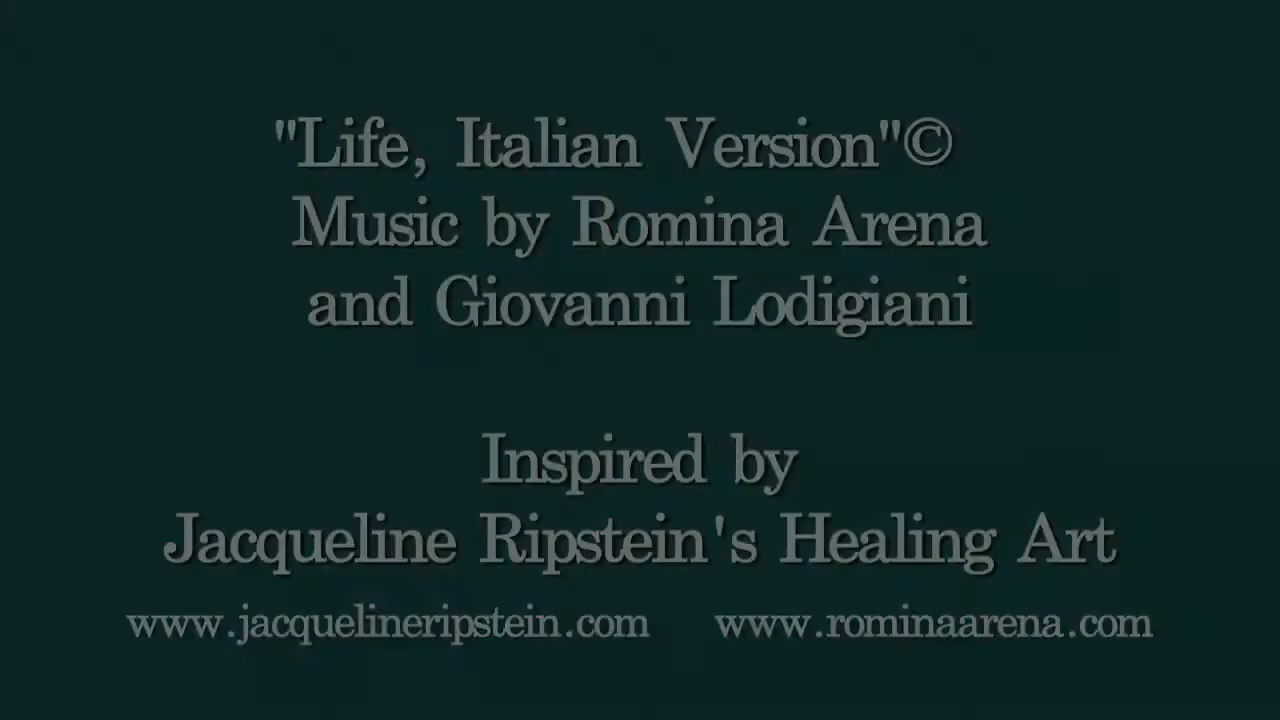 "Life, Italian Version"©
Music by Romina Arena
and Giovanni Lodigiani
Inspired by
Jacqueline Ripstein's Healing Art
www.jacquelineripstein.com www.rominaarena.com